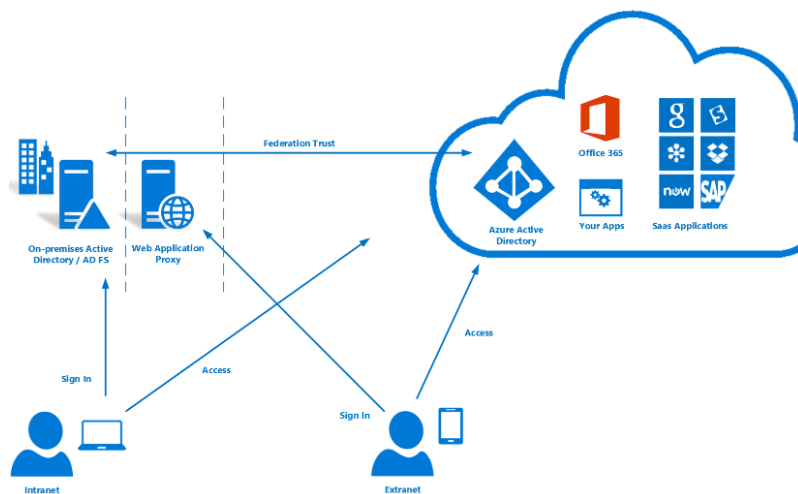 Federation Trust
Office 365
g
now
SAP
On-premises Active
Directory / AD FS
Web Application
Proxy
Azure Active
Directory
Your Apps
Saas Applications
Sign In
Access
Sign In
Access
Intranet
Extranet